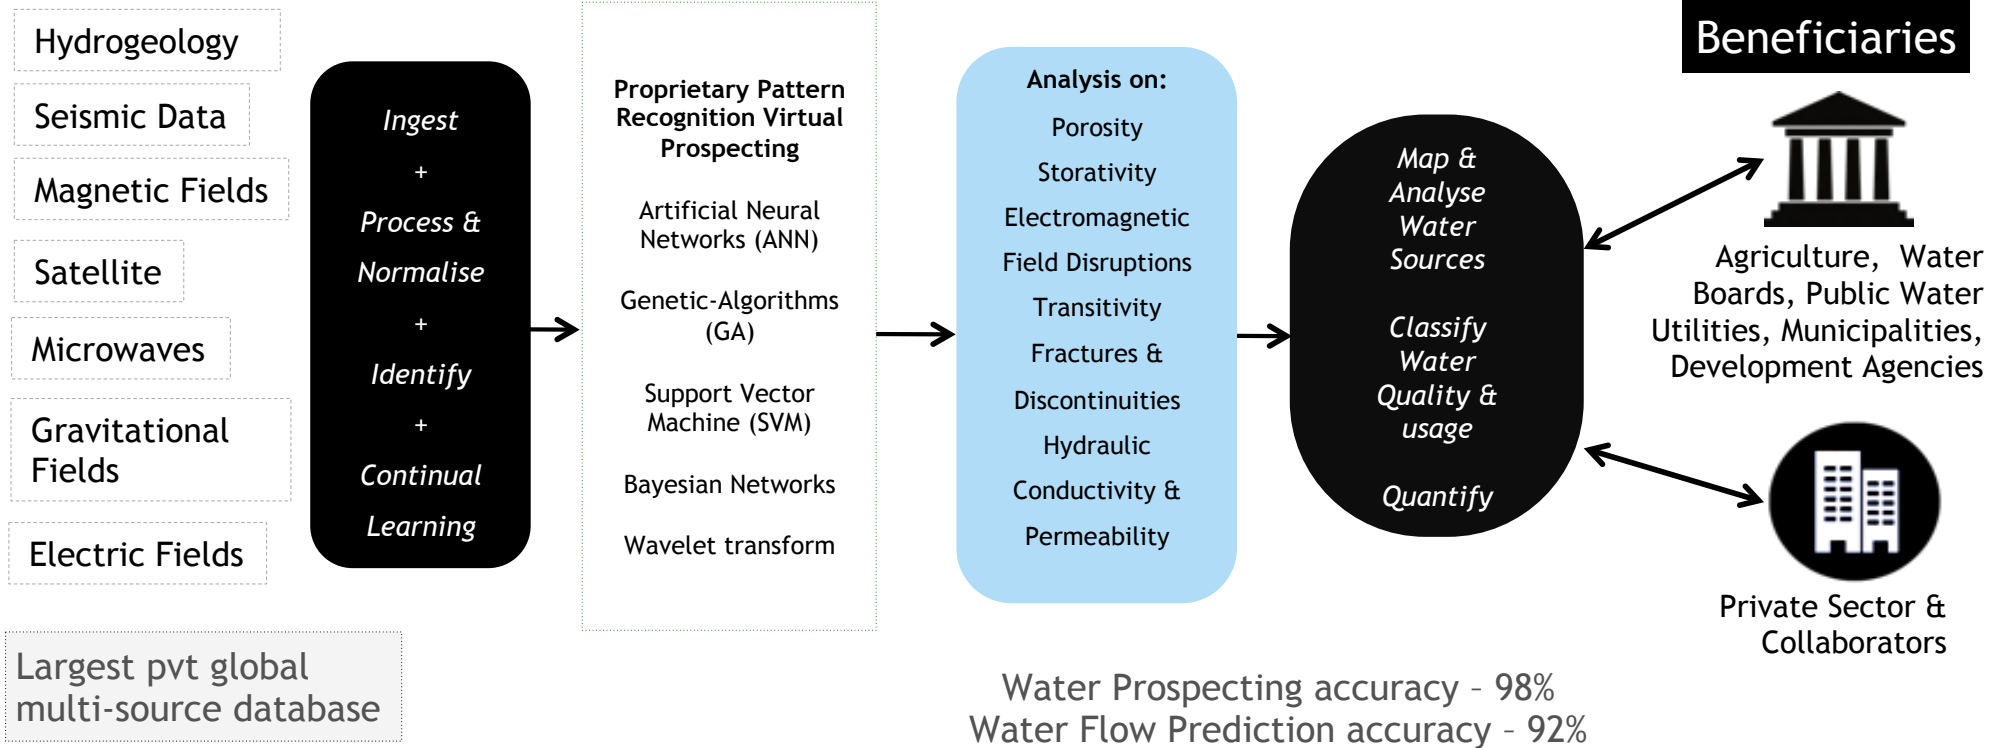 Hydrogeology
Seismic Data
Magnetic Fields
Satellite
Microwaves
Gravitational
Fields
Electric Fields
Largest pvt global
multi-source database
Ingest
+
Process &
Normalise
+
Identify
+
Continual
Learning
Proprietary Pattern
Recognition Virtual
Prospecting
Artificial Neural
Networks (ANN)
Genetic-Algorithms
(GA)
Support Vector
Machine (SVM)
Bayesian Networks
Wavelet transform
Analysis on:
Porosity
Storativity
Electromagnetic
Field Disruptions
Transitivity
Fractures &
Discontinuities
Hydraulic
Conductivity &
Permeability
Map &
Analyse
Water
Sources
Classify
Water
Quality &
usage
Quantify
Beneficiaries
Agriculture, Water
Boards, Public Water
Utilities, Municipalities,
Development Agencies
Private Sector &
Collaborators
Water Prospecting accuracy – 98%
Water Flow Prediction accuracy – 92%